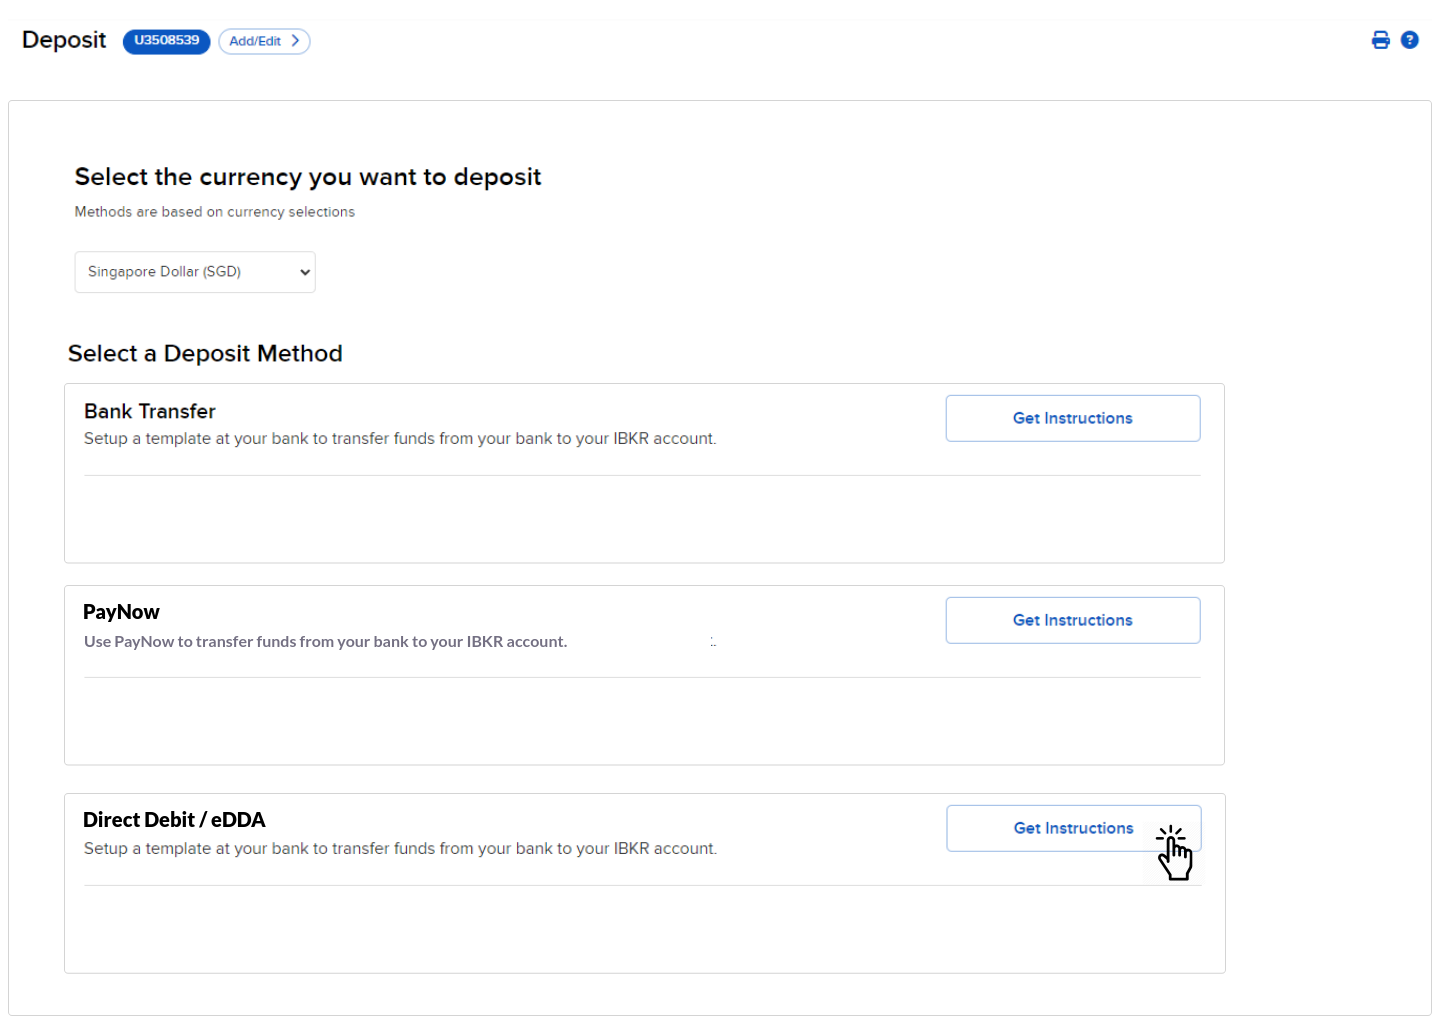 Deposit U3508539 Add/Edit
Select the currency you want to deposit
Methods are based on currency selections
Singapore Dollar (SGD)
Select a Deposit Method
Bank Transfer
Get Instructions
Setup a template at your bank to transfer funds from your bank to your IBKR account.
PayNow
Get Instructions
Use PayNow to transfer funds from your bank to your IBKR account.
Direct Debit / eDDA
Get Instructions
Setup a template at your bank to transfer funds from your bank to your IBKR account.